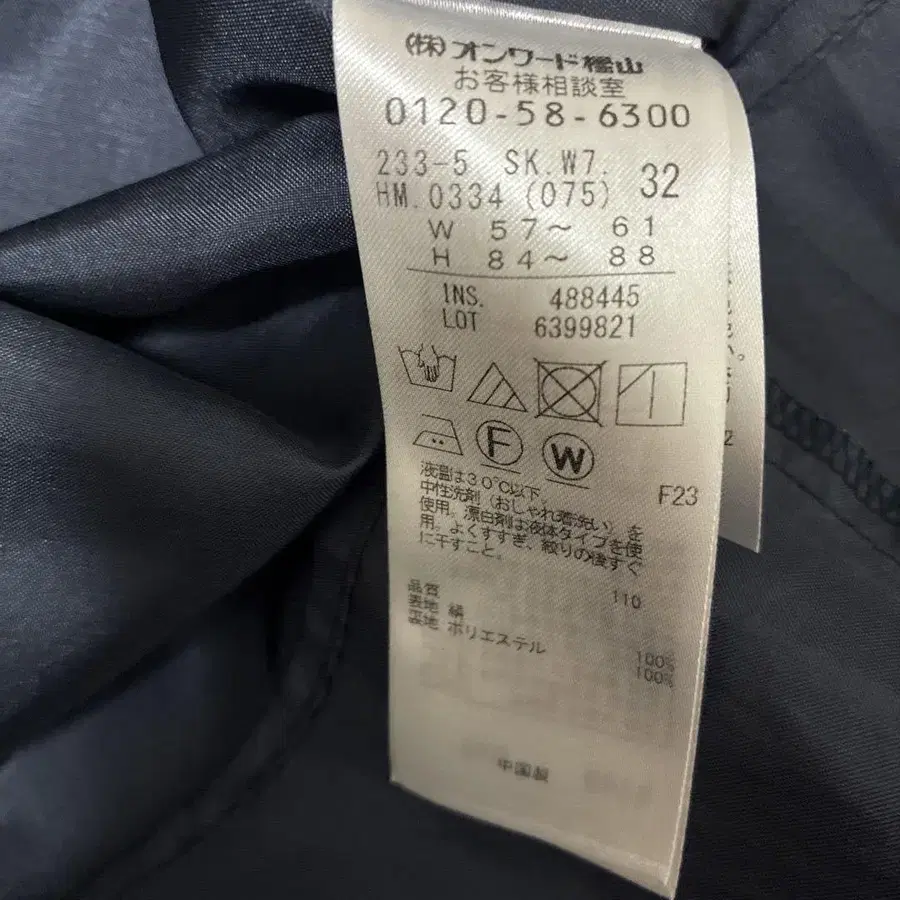 (株)オンワード樫山
お客様相談室
0120-58-6300
233-5 SK.W7. 32
HM.0334 (075)
W 57～ 61
H 84～ 88
INS. 488445
LOT 6399821
F
W
F23
液温は30℃以下。
中性洗剤(おしゃれ着洗い)を
使用。漂白剤は液体タイプを使
用。よくすすぎ、絞りの後すぐ
に干すこと。
品質 110
表地 絹 100%
裏地 ポリエステル 100%
中国製
2